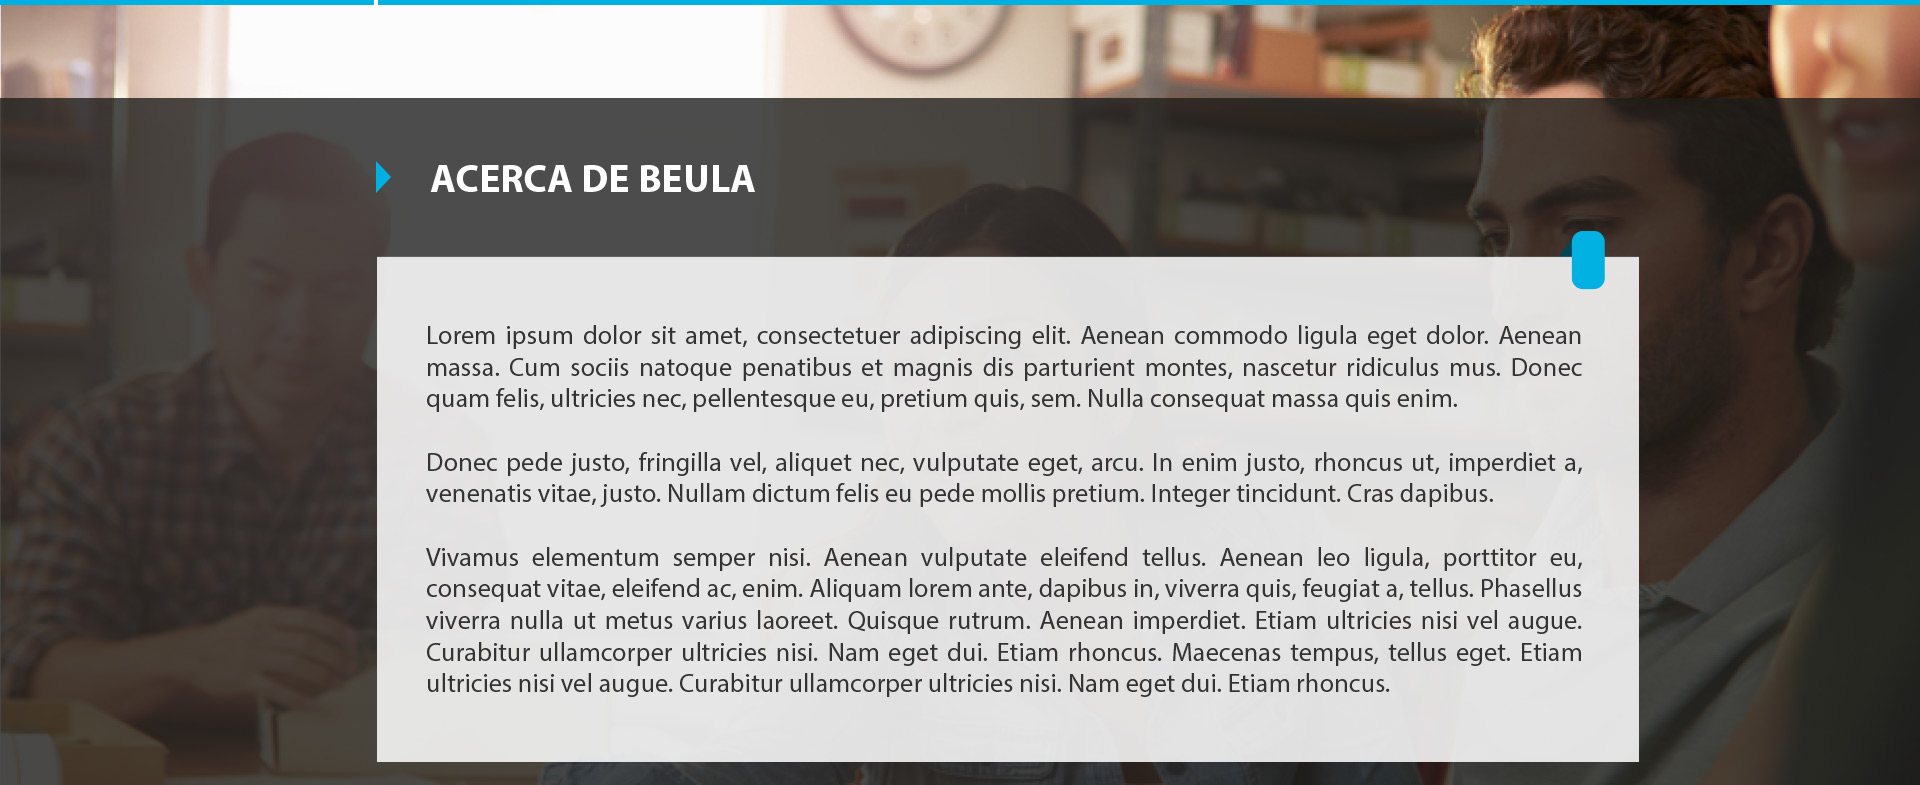 ACERCA DE BEULA
Lorem ipsum dolor sit amet, consectetuer adipiscing elit. Aenean commodo ligula eget dolor. Aenean
massa. Cum sociis natoque penatibus et magnis dis parturient montes, nascetur ridiculus mus. Donec
quam felis, ultricies nec, pellentesque eu, pretium quis, sem. Nulla consequat massa quis enim.
Donec pede justo, fringilla vel, aliquet nec, vulputate eget, arcu. In enim justo, rhoncus ut, imperdiet a,
venenatis vitae, justo. Nullam dictum felis eu pede mollis pretium. Integer tincidunt. Cras dapibus.
Vivamus elementum semper nisi. Aenean vulputate eleifend tellus. Aenean leo ligula, porttitor eu,
consequat vitae, eleifend ac, enim. Aliquam lorem ante, dapibus in, viverra quis, feugiat a, tellus. Phasellus
viverra nulla ut metus varius laoreet. Quisque rutrum. Aenean imperdiet. Etiam ultricies nisi vel augue.
Curabitur ullamcorper ultricies nisi. Nam eget dui. Etiam rhoncus. Maecenas tempus, tellus eget. Etiam
ultricies nisi vel augue. Curabitur ullamcorper ultricies nisi. Nam eget dui. Etiam rhoncus.